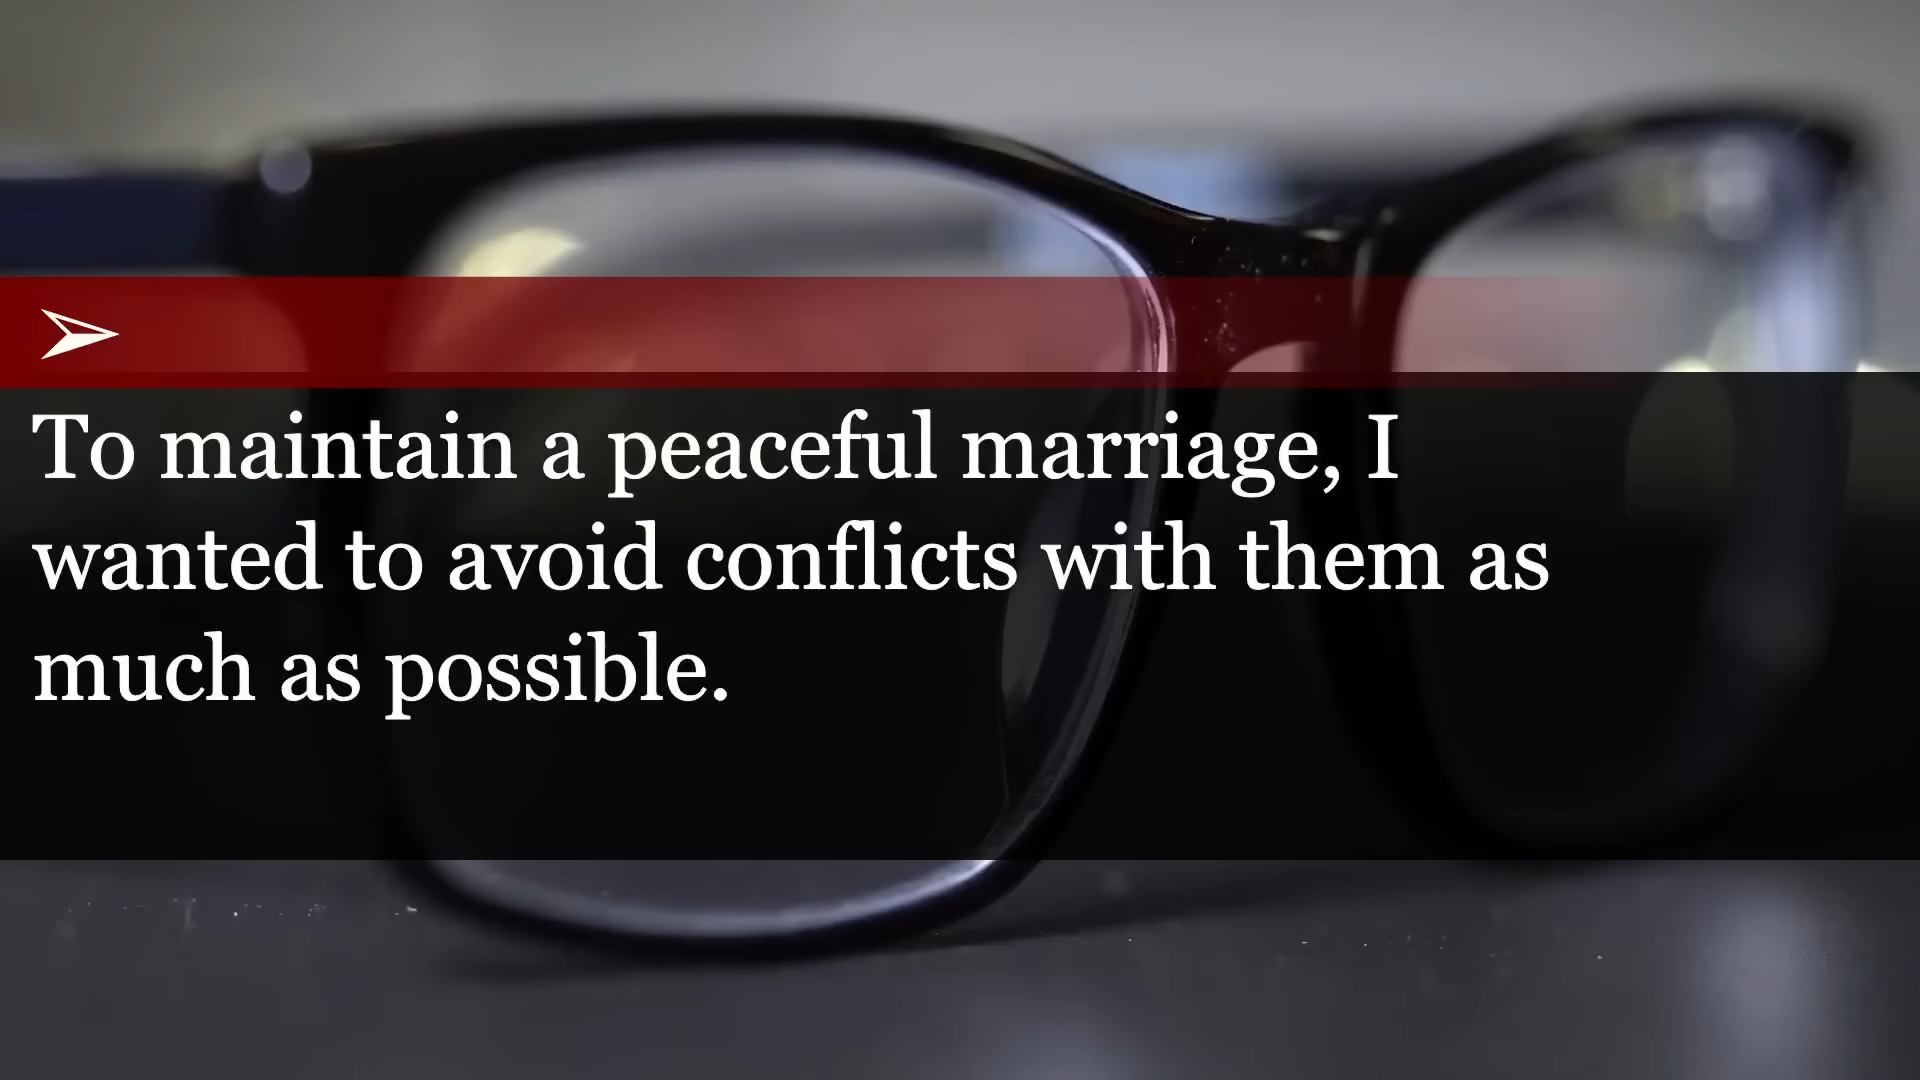 To maintain a peaceful marriage, I
wanted to avoid conflicts with them as
much as possible.